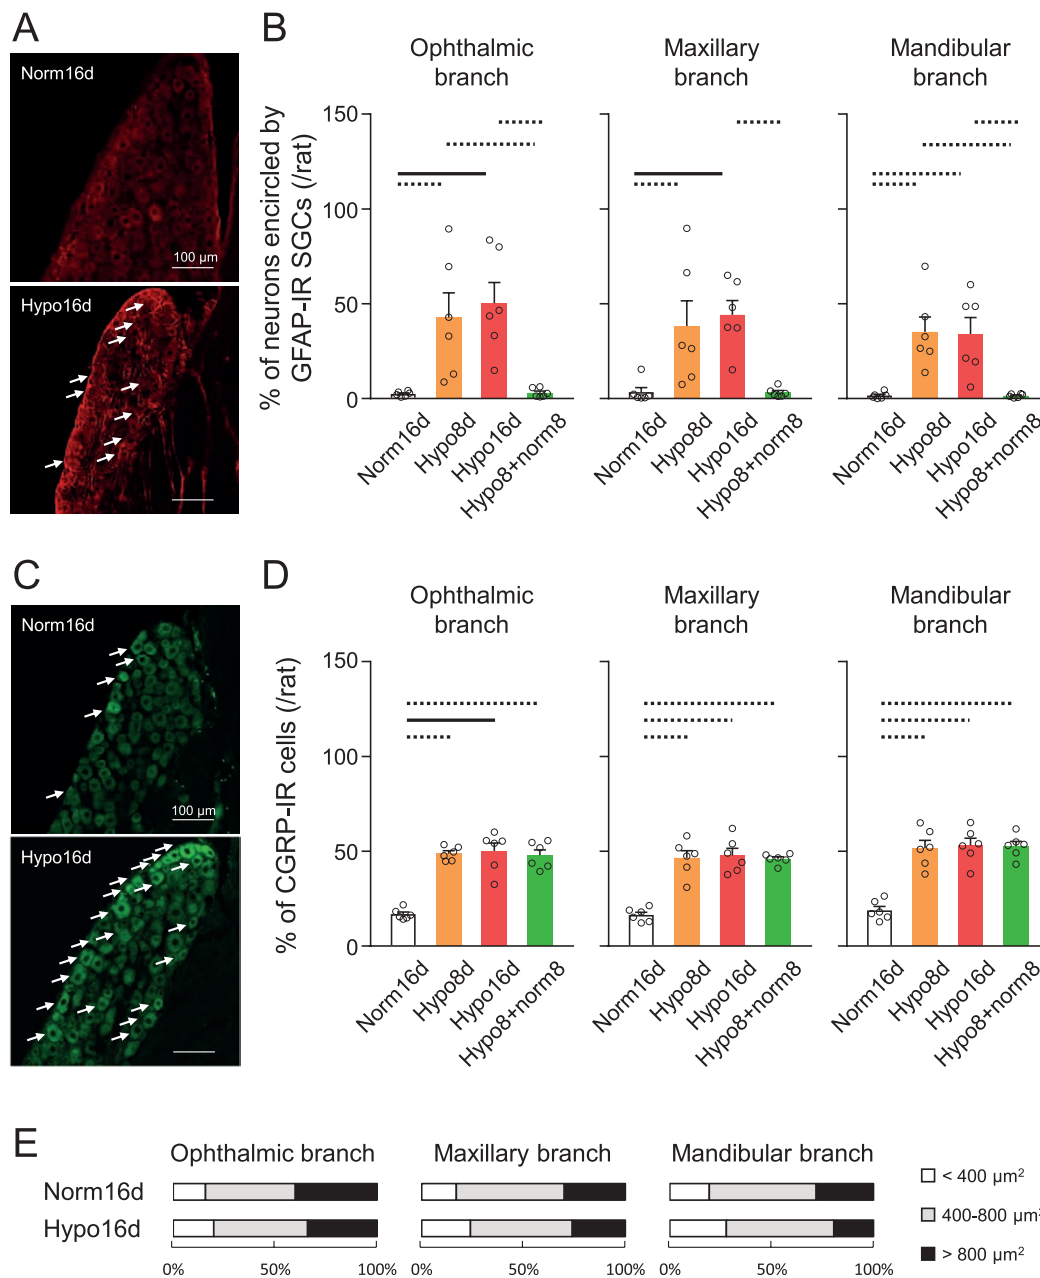 A
Norm16d
100 µm
Hypo16d
B
Ophthalmic
branch
Maxillary
branch
Mandibular
branch
% of neurons encircled by
GFAP-IR SGCs (/rat)
150
100
50
0
Norm16d
Hypo8d
Hypo16d
Hypo8+norm8
Norm16d
Hypo8d
Hypo16d
Hypo8+norm8
Norm16d
Hypo8d
Hypo16d
Hypo8+norm8
C
Norm16d
100 µm
Hypo16d
D
Ophthalmic
branch
Maxillary
branch
Mandibular
branch
% of CGRP-IR cells (/rat)
150
100
50
0
Norm16d
Hypo8d
Hypo16d
Hypo8+norm8
Norm16d
Hypo8d
Hypo16d
Hypo8+norm8
Norm16d
Hypo8d
Hypo16d
Hypo8+norm8
E
Ophthalmic branch
Maxillary branch
Mandibular branch
Norm16d
Hypo16d
0% 50% 100%
0% 50% 100%
0% 50% 100%
< 400 µm²
400-800 µm²
> 800 µm²